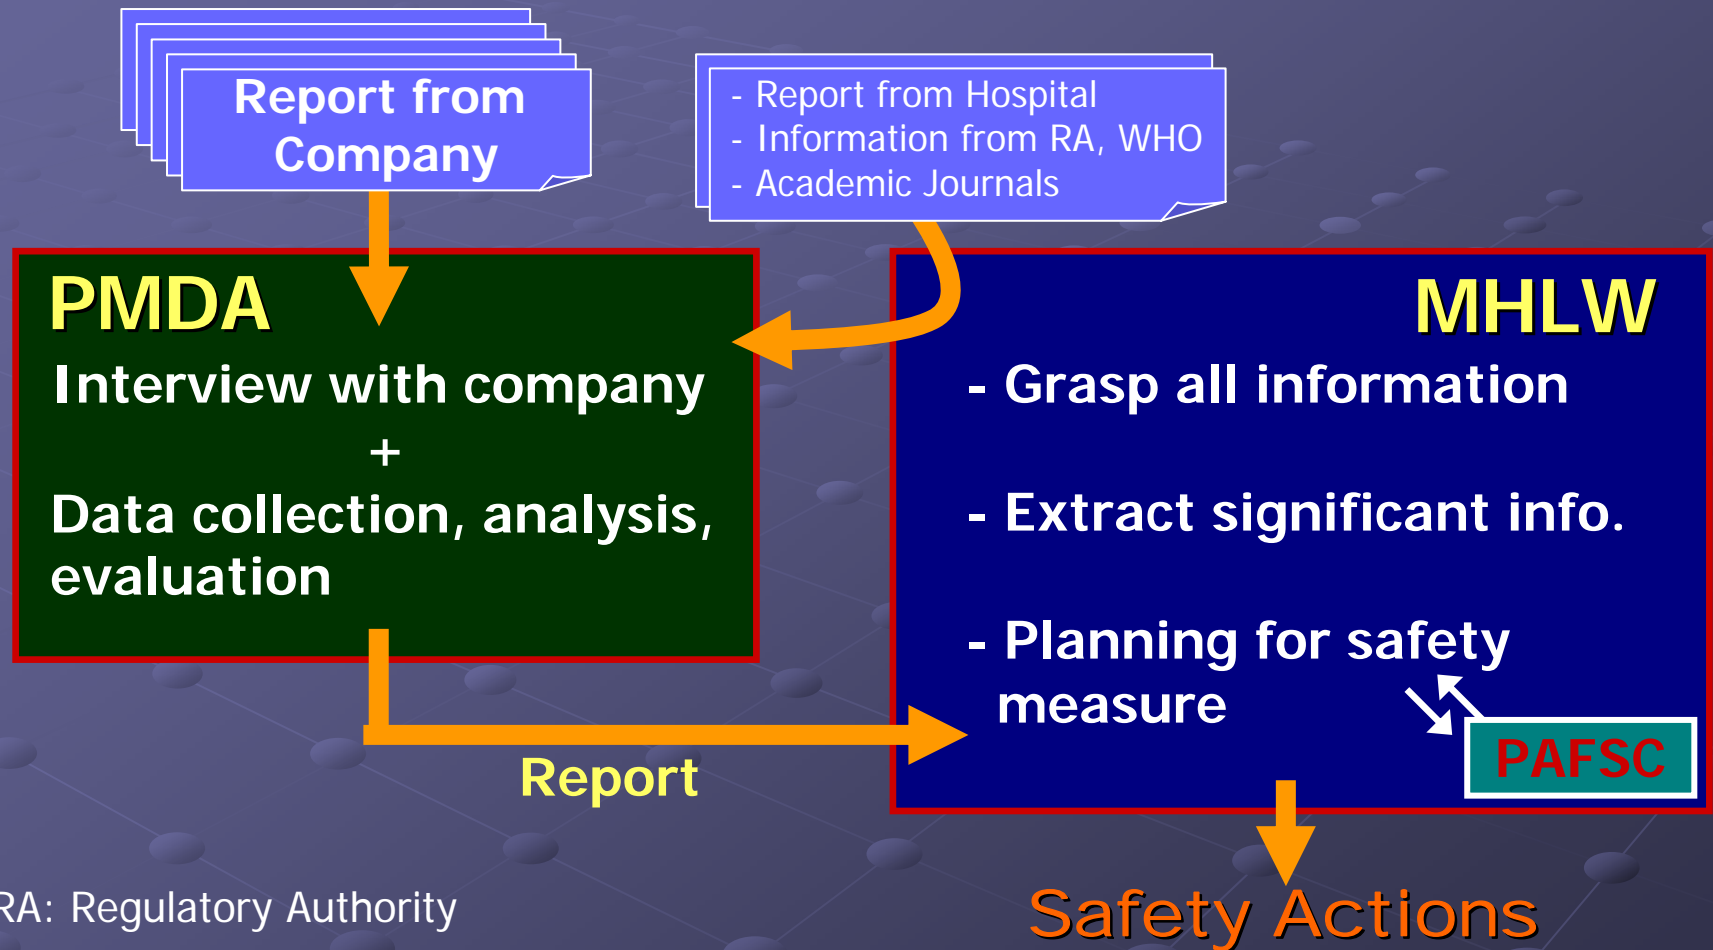 Report from
Company
- Report from Hospital
- Information from RA, WHO
- Academic Journals
PMDA
Interview with company
+
Data collection, analysis,
evaluation
MHLW
- Grasp all information
- Extract significant info.
- Planning for safety
measure
PAFSC
Report
RA: Regulatory Authority
Safety Actions